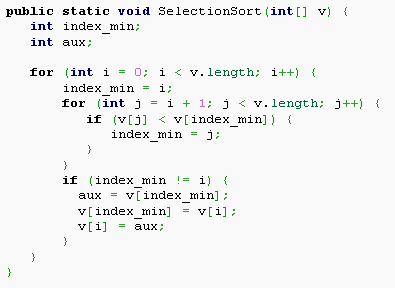 public static void SelectionSort(int[] v) {
   int index_min;
   int aux;

   for (int i = 0; i < v.length; i++) {
       index_min = i;
       for (int j = i + 1; j < v.length; j++) {
          if (v[j] < v[index_min]) {
             index_min = j;
          }
       }
       if (index_min != i) {
         aux = v[index_min];
         v[index_min] = v[i];
         v[i] = aux;
       }
   }
}